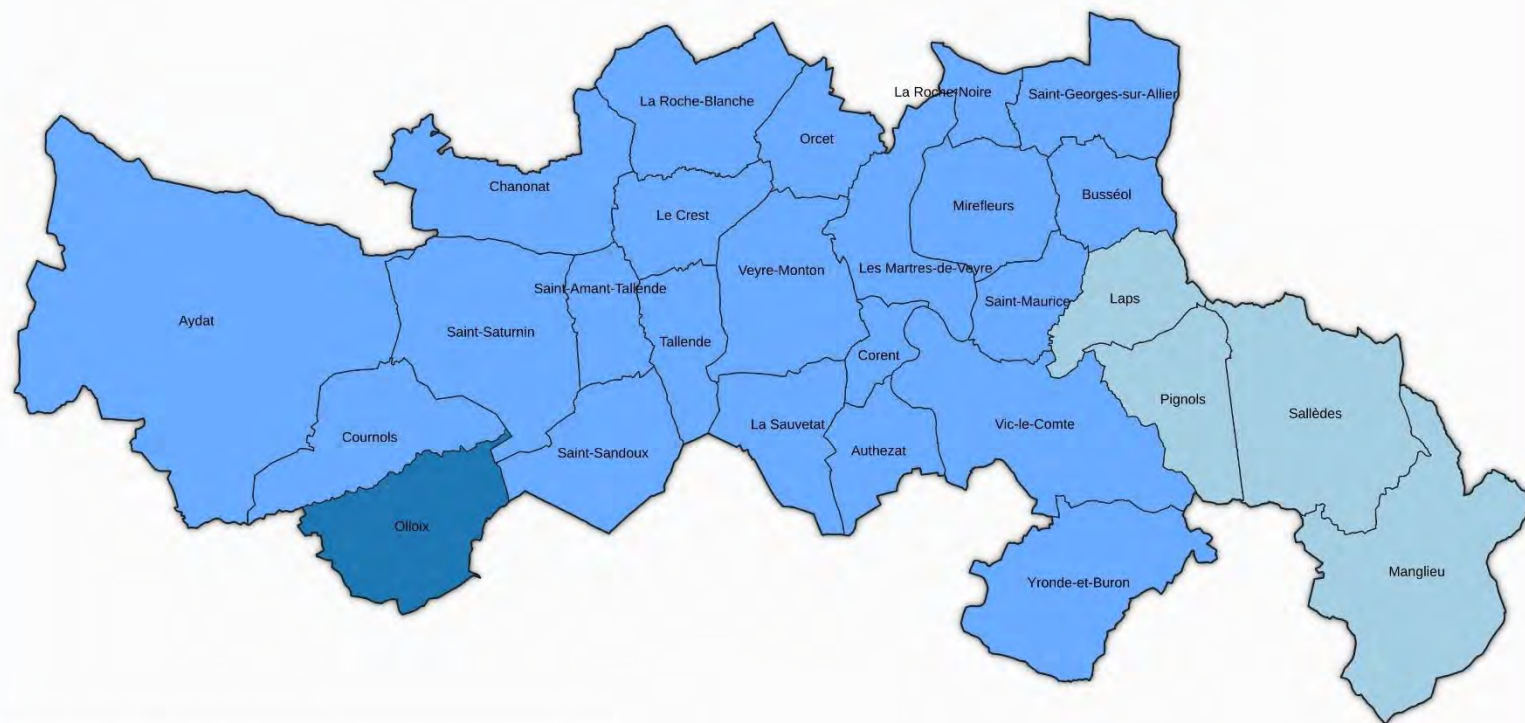 La Roche-Noire
Saint-Georges-sur-Allier
La Roche-Blanche
Orcet
Chanonat
Busséol
Mirefleurs
Le Crest
Veyre-Monton
Les Martres-de-Veyre
Saint-Amant-Tallende
Saint-Maurice
Laps
Aydat
Saint-Saturnin
Tallende
Corent
Pignols
Sallèdes
Cournols
La Sauvetat
Vic-le-Comte
Saint-Sandoux
Authezat
Olloix
Manglieu
Yronde-et-Buron